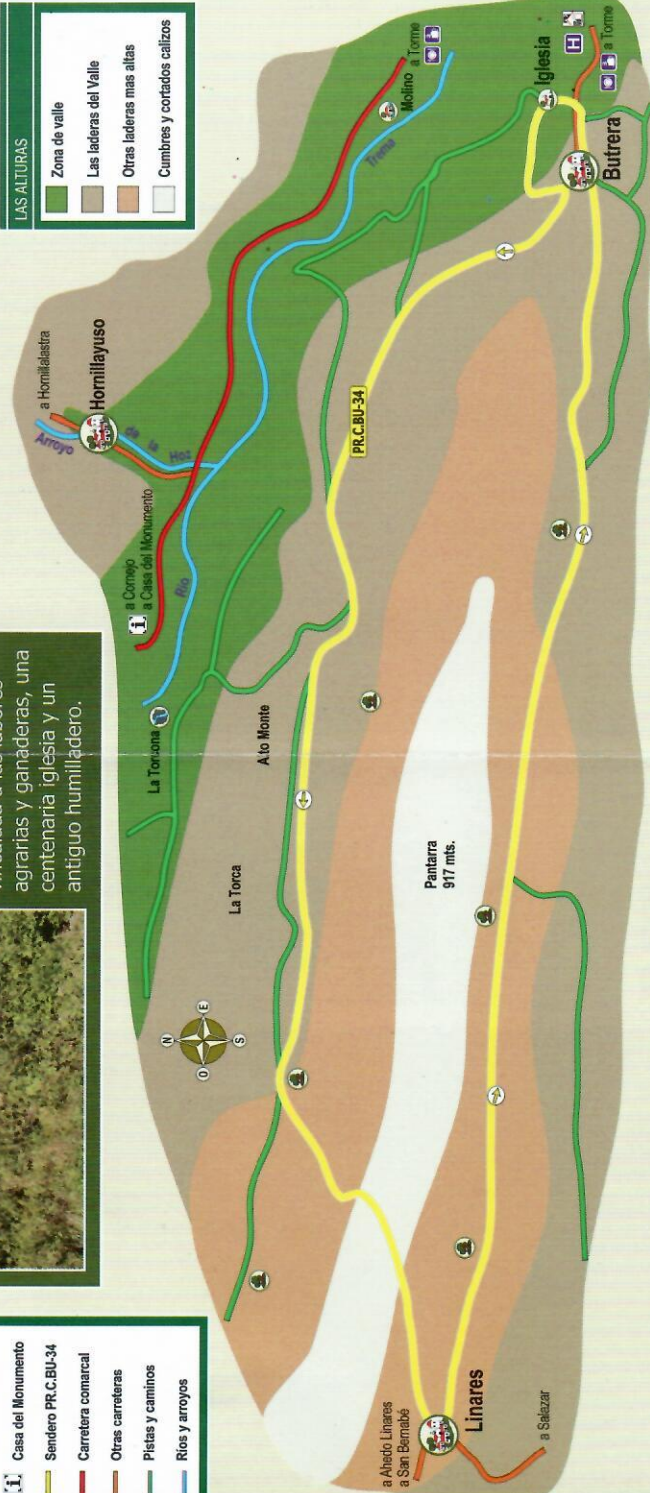 LAS ALTURAS
Zona de valle
Las laderas del Valle
Otras laderas mas altas
Cumbres y cortados calizos
agrarias y ganaderas, una
centenaria iglesia y un
antiguo humilladero.
i Casa del Monumento
Sendero PR.C.BU-34
Carretera comarcal
Otras carreteras
Pistas y caminos
Ríos y arroyos
a Hornillalastra
Arroyo
Hornillayuso
de la
Hoz
i a Cornejo
a Casa del Monumento
Río
La Torcona
Molino
a Torme
Trema
Iglesia
H
a Torme
Butrera
PR.C.BU-34
Alto Monte
La Torca
N
O
E
S
Pantarra
917 mts.
a Ahedo Linares
a San Bernabé
Linares
a Salazar